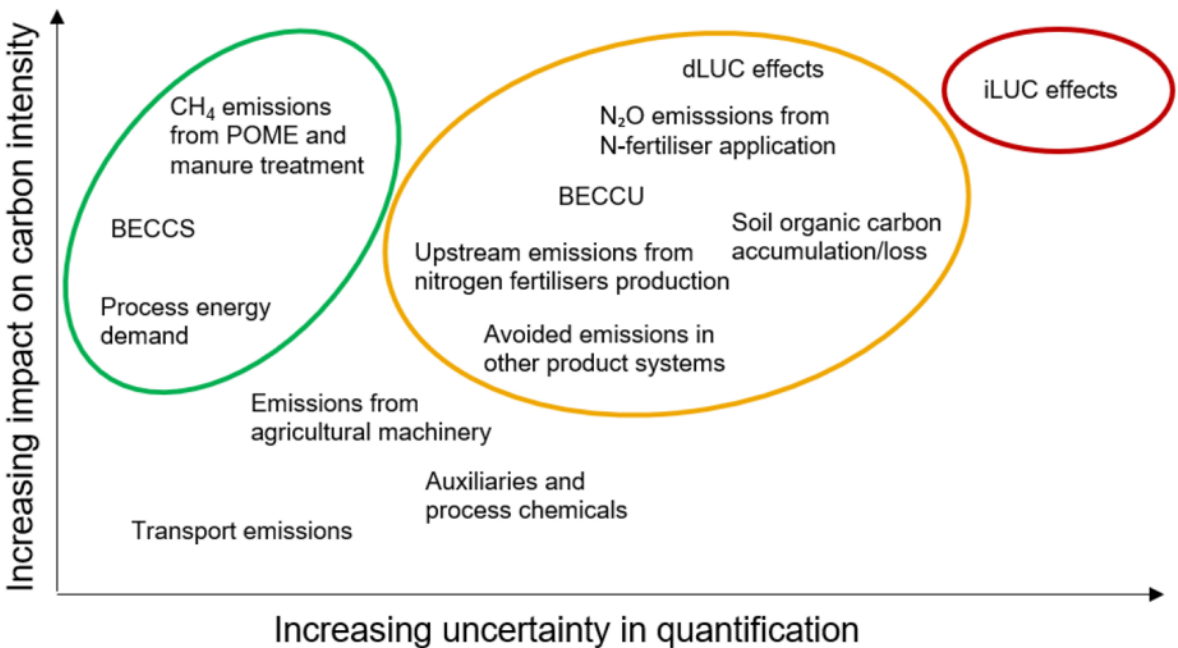 Increasing impact on carbon intensity
dLUC effects
iLUC effects
CH₄ emissions
from POME and
manure treatment
N₂O emisssions from
N-fertiliser application
BECCU
BECCS
Soil organic carbon
accumulation/loss
Upstream emissions from
nitrogen fertilisers production
Process energy
demand
Avoided emissions in
other product systems
Emissions from
agricultural machinery
Auxiliaries and
process chemicals
Transport emissions
Increasing uncertainty in quantification